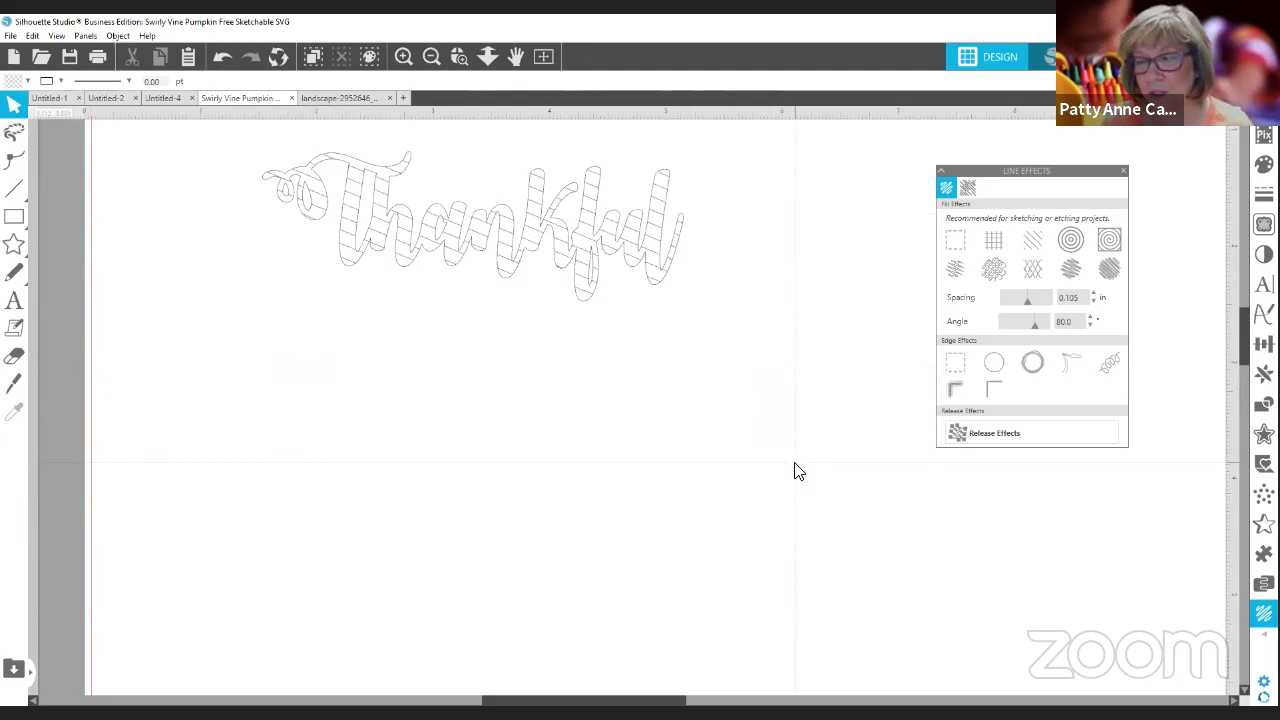 Silhouette Studio® Business Edition: Swirly Vine Pumpkin Free Sketchable SVG
File Edit View Panels Object Help
DESIGN
0.00 pt
Untitled-1 × Untitled-2 × Untitled-4 × Swirly Vine Pumpkin ... × landscape-2952646_... × +
Patty Anne Ca...
Pix
so Thankful
LINE EFFECTS
Fill Effects
Recommended for sketching or etching projects.
Spacing 0.105 in
Angle 80.0 °
Edge Effects
Release Effects
Release Effects
zoom